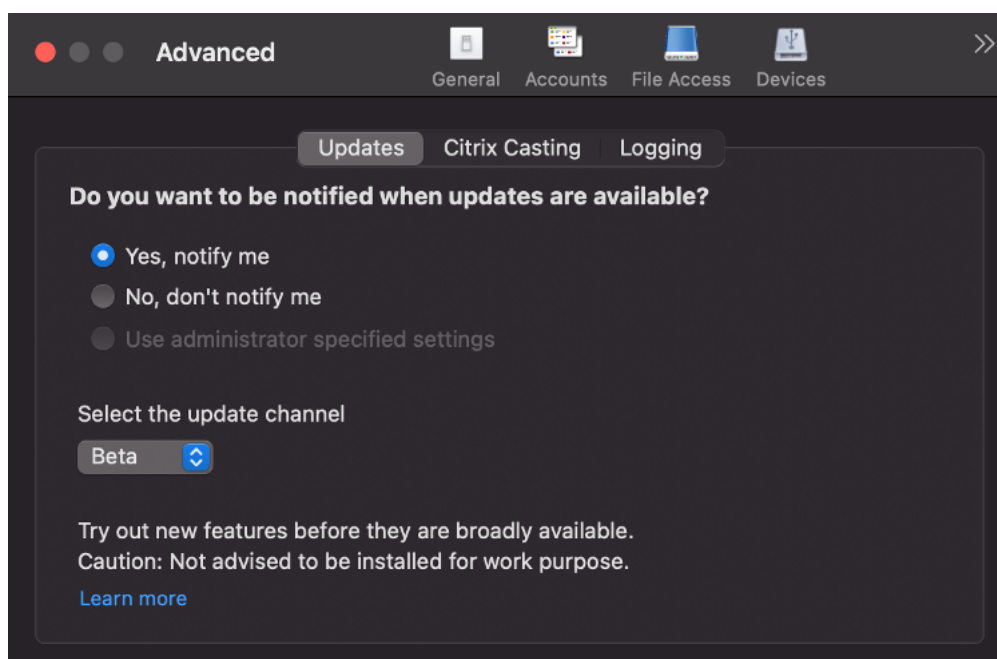 Advanced
General
Accounts
File Access
Devices
Updates
Citrix Casting
Logging
Do you want to be notified when updates are available?
Yes, notify me
No, don't notify me
Use administrator specified settings
Select the update channel
Beta
Try out new features before they are broadly available.
Caution: Not advised to be installed for work purpose.
Learn more